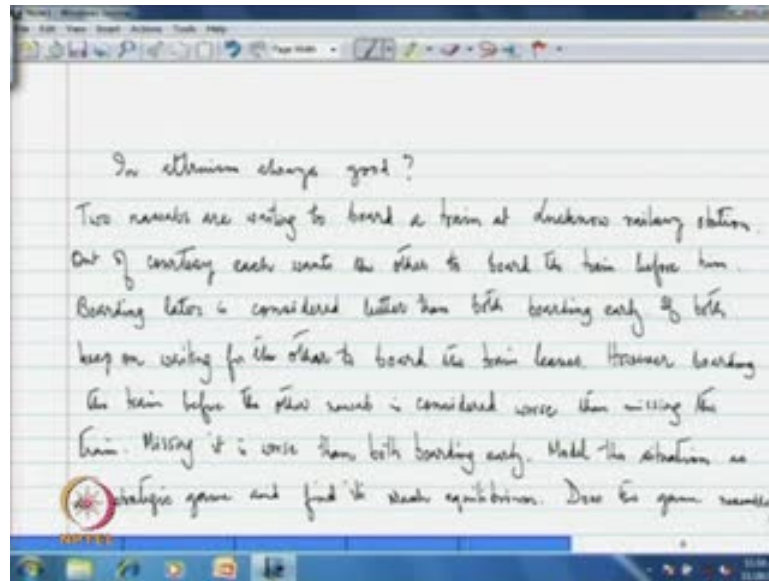 Is altruism always good?
Two nawabs are waiting to board a train at Lucknow railway station.
Out of courtesy each wants the other to board the train before him.
Boarding later is considered better than both boarding early If both
keep on waiting for the other to board the train leaves. However boarding
the train before the other nawab is considered worse than missing the
train. Missing it is worse than both boarding early. Model this situation as
strategic game and find its Nash equilibrium. Does this game
NPTEL